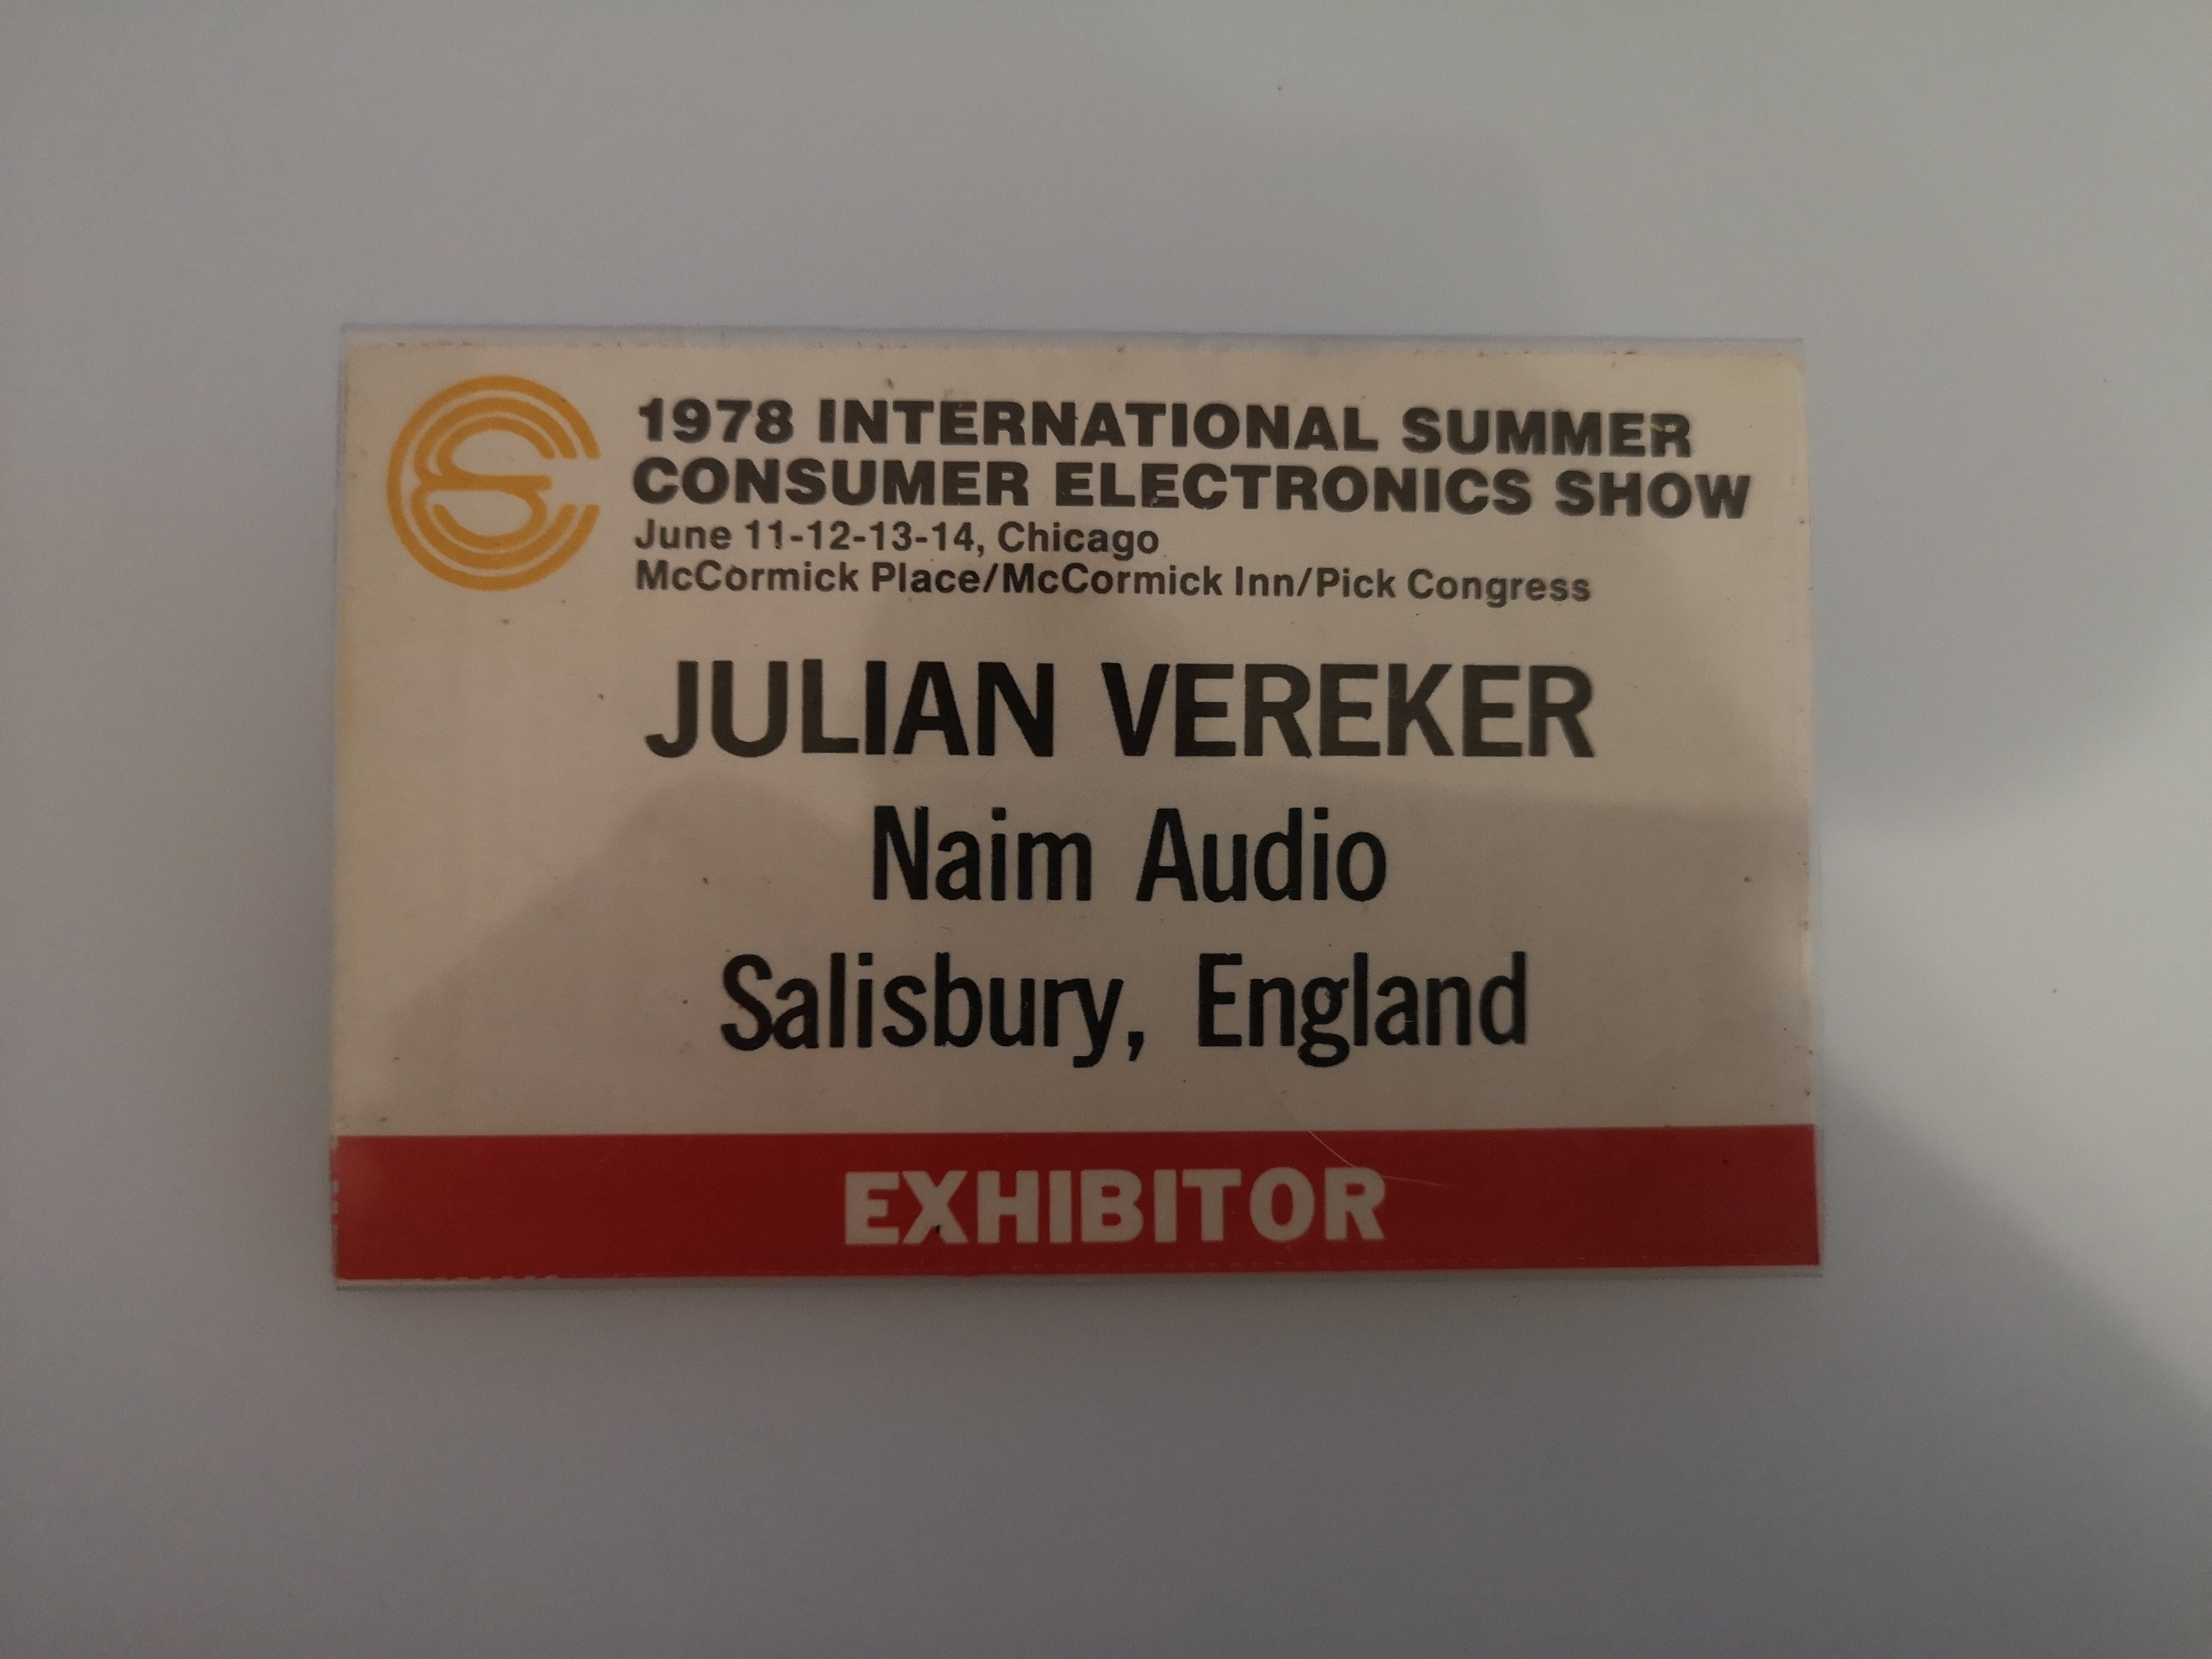 1978 INTERNATIONAL SUMMER
CONSUMER ELECTRONICS SHOW
June 11-12-13-14, Chicago
McCormick Place/McCormick Inn/Pick Congress
JULIAN VEREKER
Naim Audio
Salisbury, England
EXHIBITOR